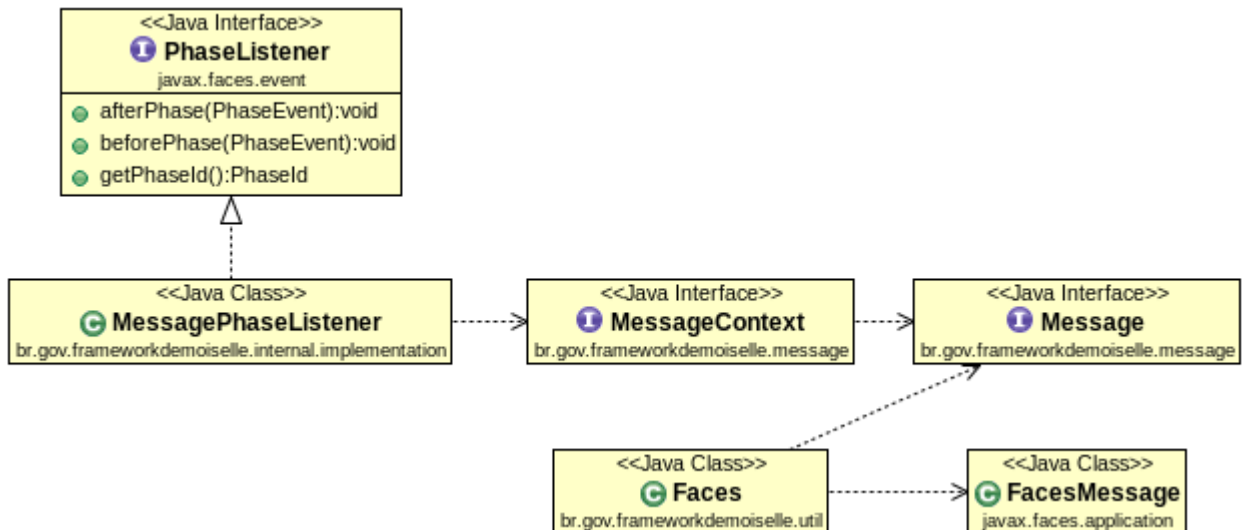 <<Java Interface>>
I PhaseListener
javax.faces.event
afterPhase(PhaseEvent):void
beforePhase(PhaseEvent):void
getPhaseId():PhaseId
<<Java Class>>
C MessagePhaseListener
br.gov.frameworkdemoiselle.internal.implementation
<<Java Interface>>
I MessageContext
br.gov.frameworkdemoiselle.message
<<Java Interface>>
I Message
br.gov.frameworkdemoiselle.message
<<Java Class>>
C Faces
br.gov.frameworkdemoiselle.util
<<Java Class>>
C FacesMessage
javax.faces.application